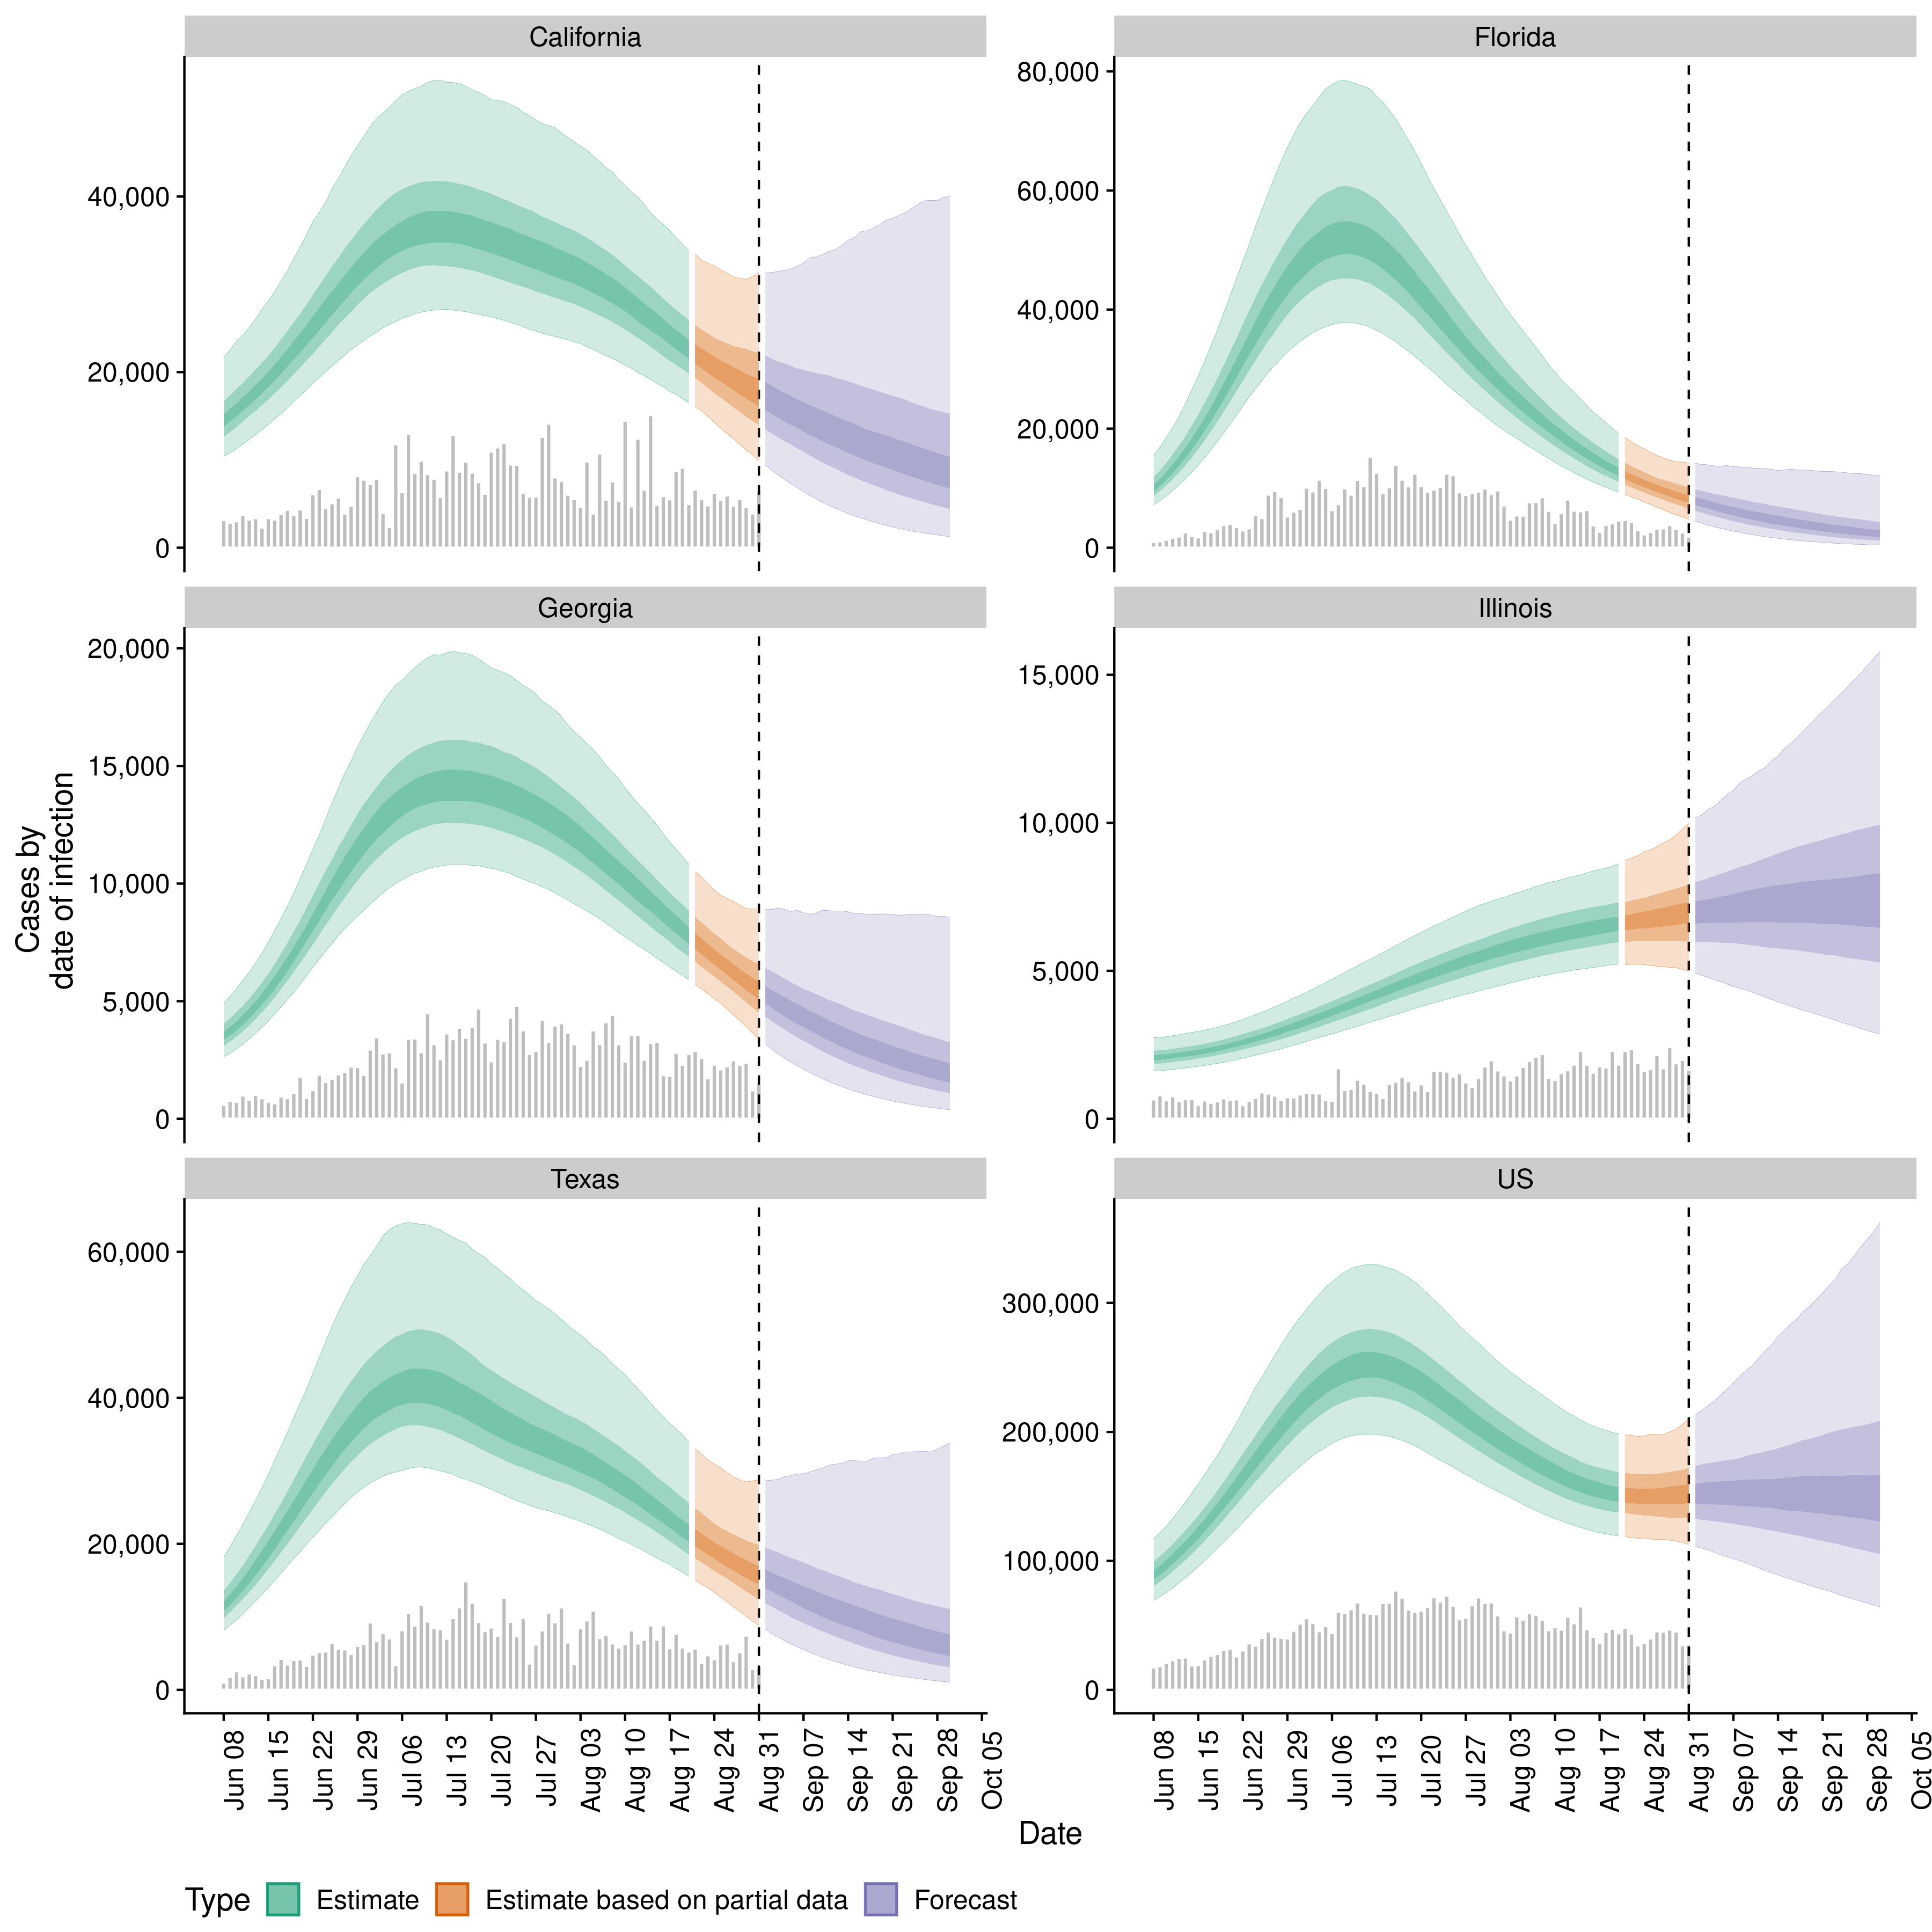 California
Florida
40,000
20,000
0
80,000
60,000
40,000
20,000
0
Georgia
Illinois
20,000
15,000
10,000
5,000
0
15,000
10,000
5,000
0
Cases by
date of infection
Texas
US
60,000
40,000
20,000
0
300,000
200,000
100,000
0
Jun 08
Jun 15
Jun 22
Jun 29
Jul 06
Jul 13
Jul 20
Jul 27
Aug 03
Aug 10
Aug 17
Aug 24
Aug 31
Sep 07
Sep 14
Sep 21
Sep 28
Oct 05
Jun 08
Jun 15
Jun 22
Jun 29
Jul 06
Jul 13
Jul 20
Jul 27
Aug 03
Aug 10
Aug 17
Aug 24
Aug 31
Sep 07
Sep 14
Sep 21
Sep 28
Oct 05
Date
Type Estimate Estimate based on partial data Forecast